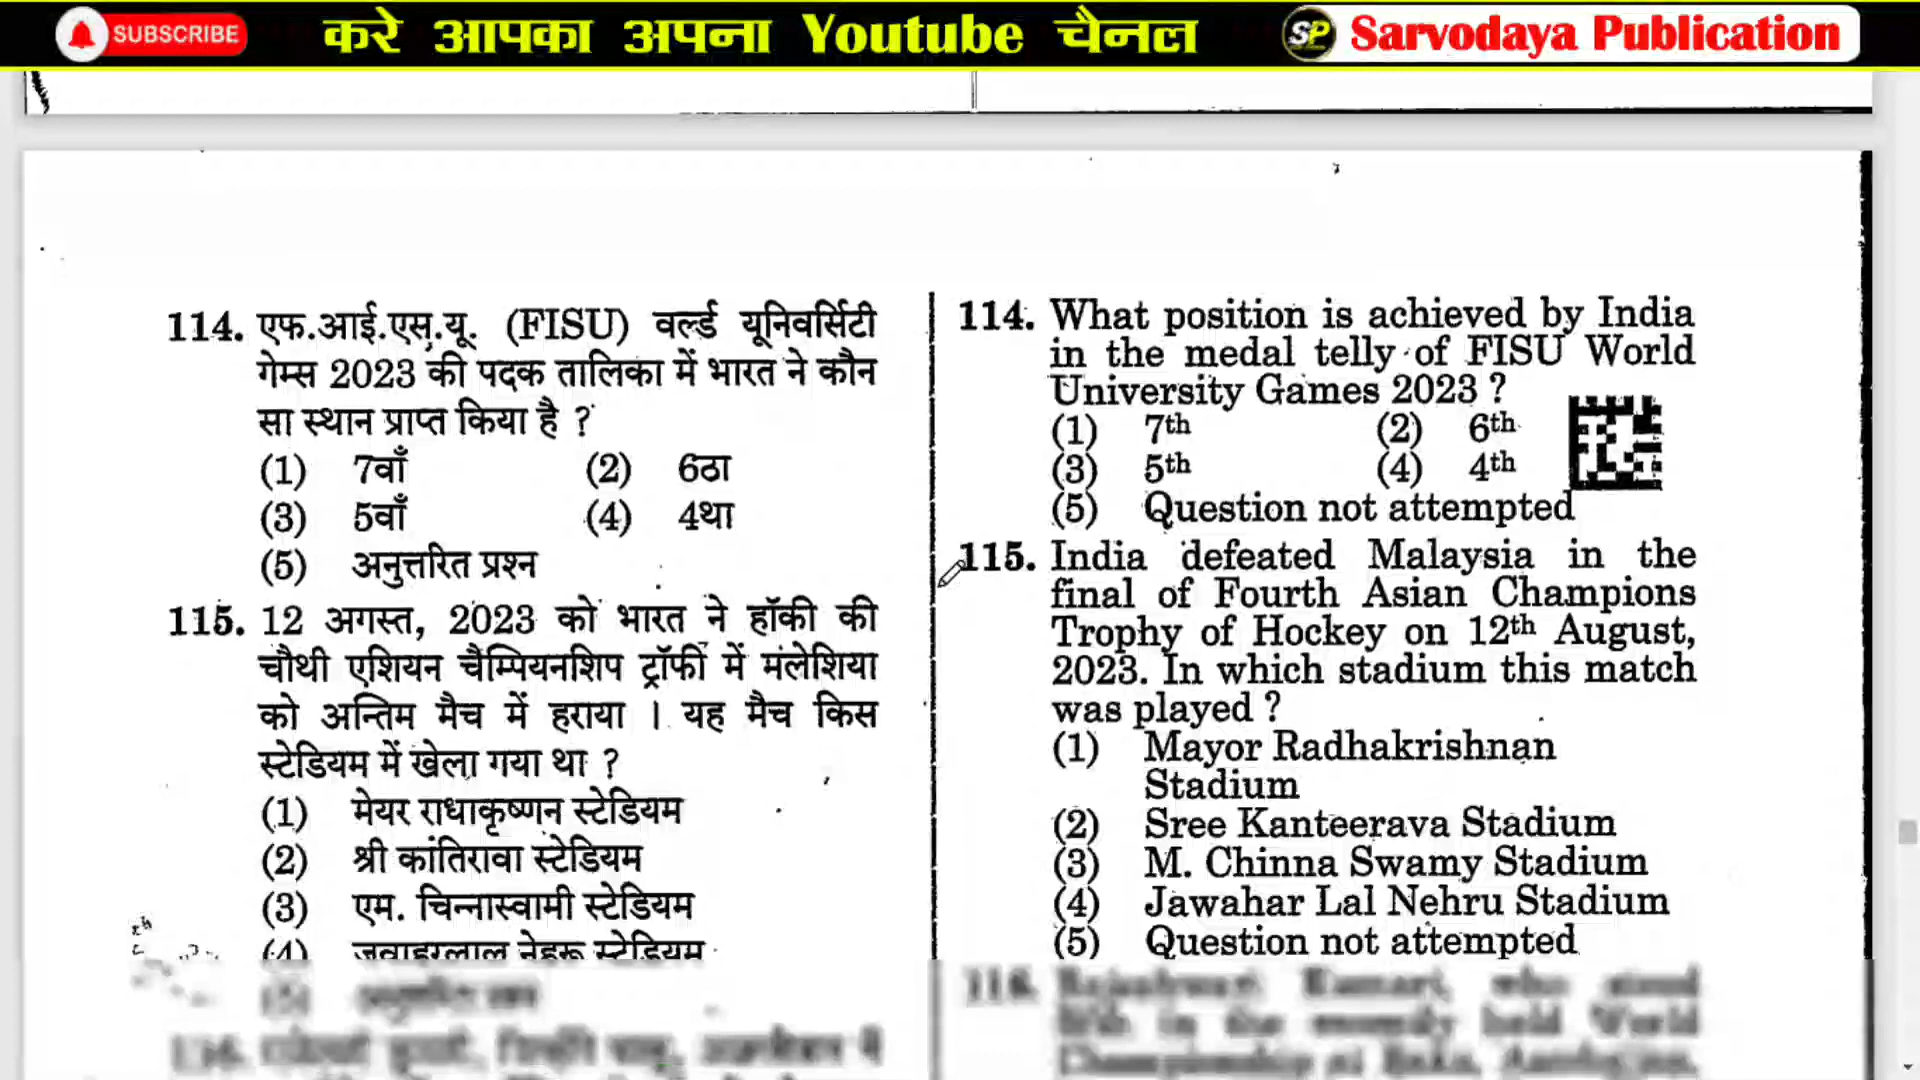 SUBSCRIBE करे आपका अपना Youtube चैनल SP Sarvodaya Publication
114. एफ.आई.एस.यू. (FISU) वर्ल्ड यूनिवर्सिटी
गेम्स 2023 की पदक तालिका में भारत ने कौन
सा स्थान प्राप्त किया है ?
(1) 7वाँ (2) 6ठा
(3) 5वाँ (4) 4था
(5) अनुत्तरित प्रश्न
115. 12 अगस्त, 2023 को भारत ने हॉकी की
चौथी एशियन चैम्पियनशिप ट्रॉफी में मलेशिया
को अन्तिम मैच में हराया । यह मैच किस
स्टेडियम में खेला गया था ?
(1) मेयर राधाकृष्णन स्टेडियम
(2) श्री कांतिरावा स्टेडियम
(3) एम. चिन्नास्वामी स्टेडियम
(4) जवाहरलाल नेहरू स्टेडियम
114. What position is achieved by India
in the medal telly of FISU World
University Games 2023 ?
(1) 7th (2) 6th
(3) 5th (4) 4th
(5) Question not attempted
115. India defeated Malaysia in the
final of Fourth Asian Champions
Trophy of Hockey on 12th August,
2023. In which stadium this match
was played ?
(1) Mayor Radhakrishnan
Stadium
(2) Sree Kanteerava Stadium
(3) M. Chinna Swamy Stadium
(4) Jawahar Lal Nehru Stadium
(5) Question not attempted